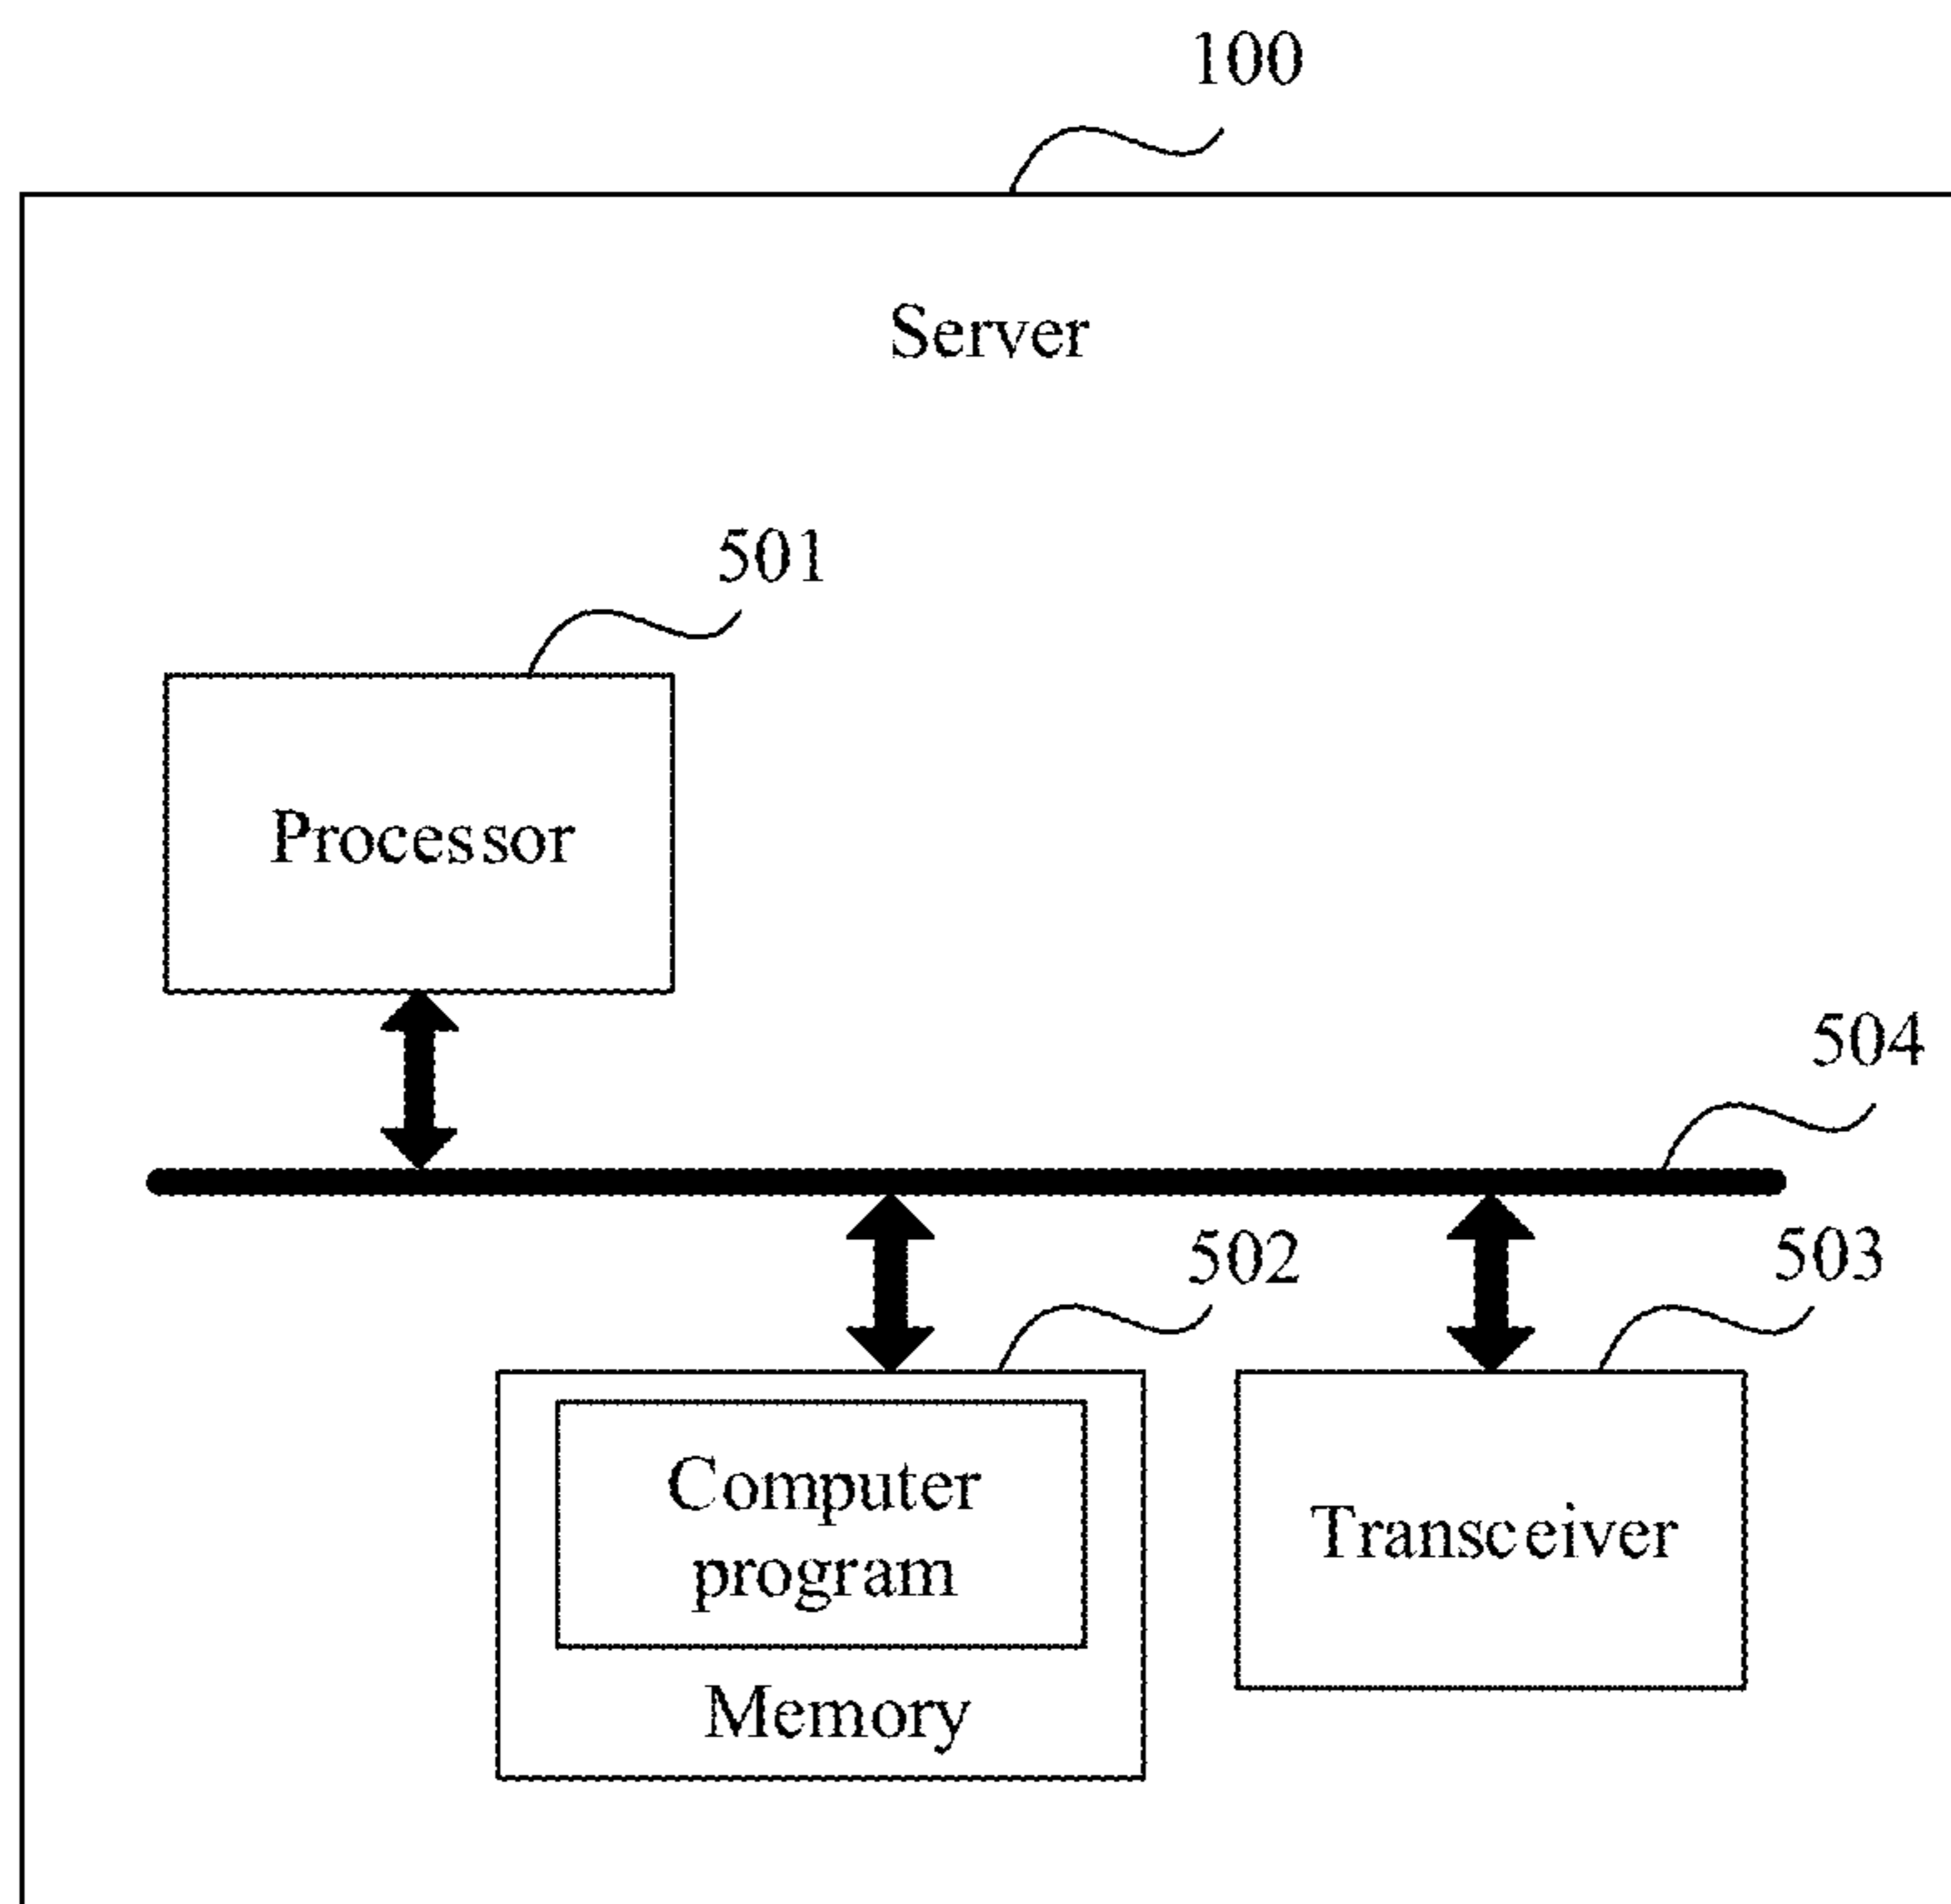 100
Server
501
Processor
504
502
503
Computer
program
Transceiver
Memory